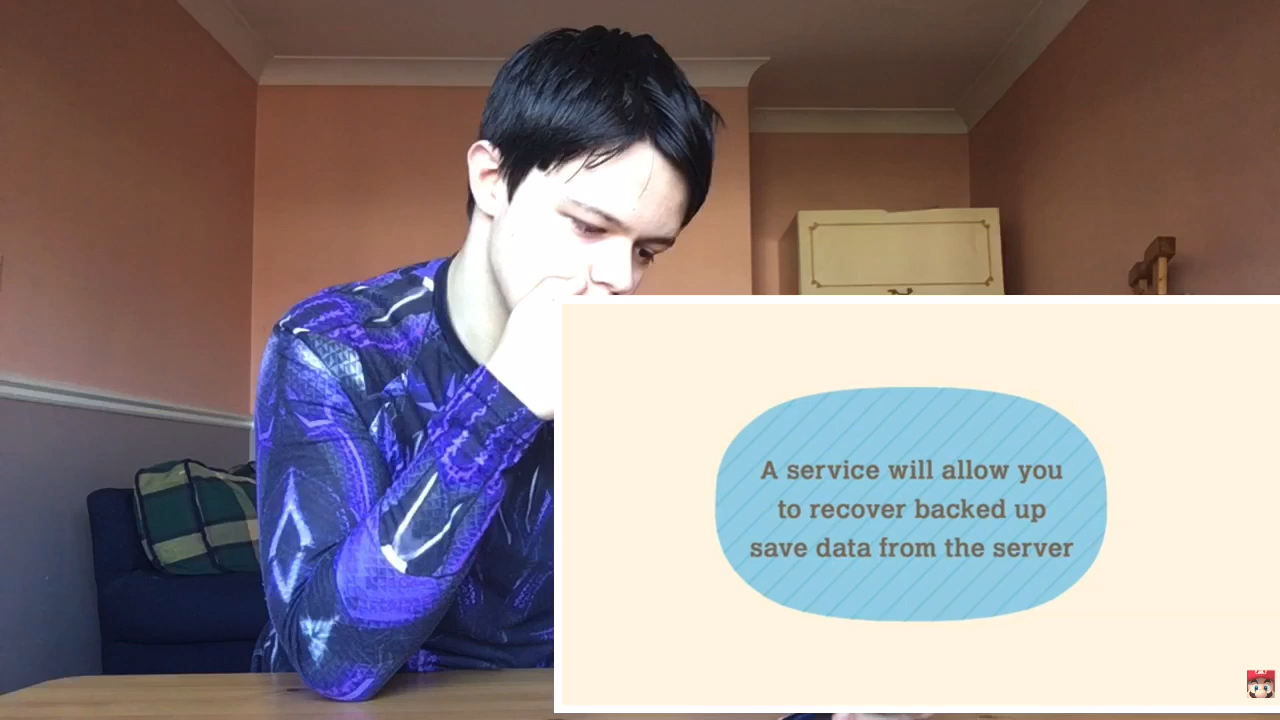 A service will allow you
to recover backed up
save data from the server